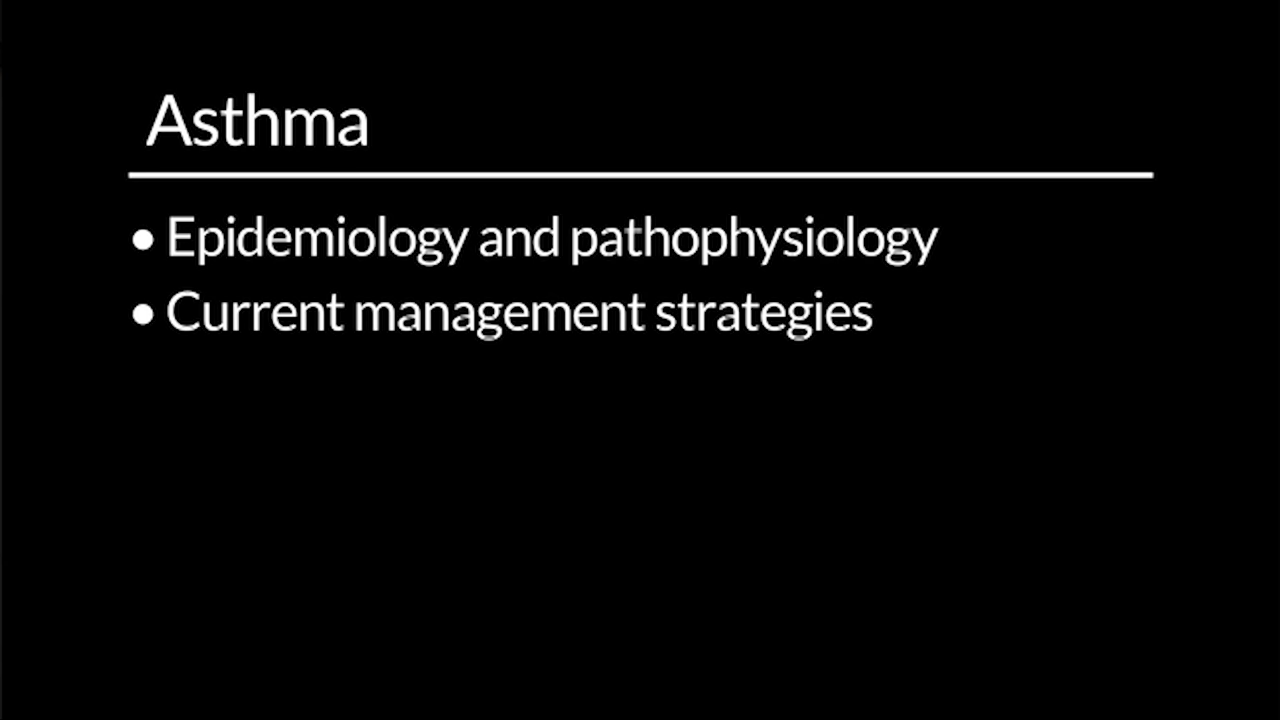 Asthma
• Epidemiology and pathophysiology
• Current management strategies